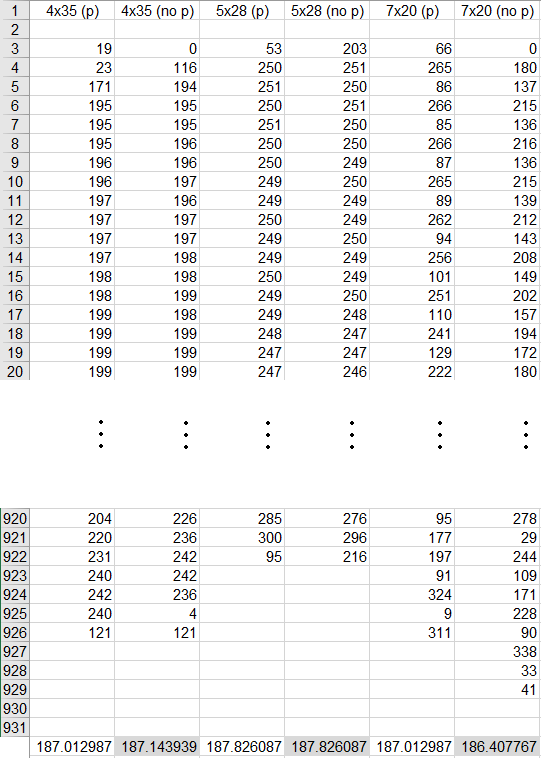 1 4x35 (p) 4x35 (no p) 5x28 (p) 5x28 (no p) 7x20 (p) 7x20 (no p)
2
3 19 0 53 203 66 0
4 23 116 250 251 265 180
5 171 194 251 250 86 137
6 195 195 250 251 266 215
7 195 195 251 250 85 136
8 195 196 250 250 266 216
9 196 196 250 249 87 136
10 196 197 249 250 265 215
11 197 196 249 249 89 139
12 197 197 250 249 262 212
13 197 197 249 250 94 143
14 197 198 249 249 256 208
15 198 198 250 249 101 149
16 198 199 249 250 251 202
17 199 198 249 248 110 157
18 199 199 248 247 241 194
19 199 199 247 247 129 172
20 199 199 247 246 222 180
920 204 226 285 276 95 278
921 220 236 300 296 177 29
922 231 242 95 216 197 244
923 240 242 91 109
924 242 236 324 171
925 240 4 9 228
926 121 121 311 90
927 338
928 33
929 41
930
931
187.012987 187.143939 187.826087 187.826087 187.012987 186.407767